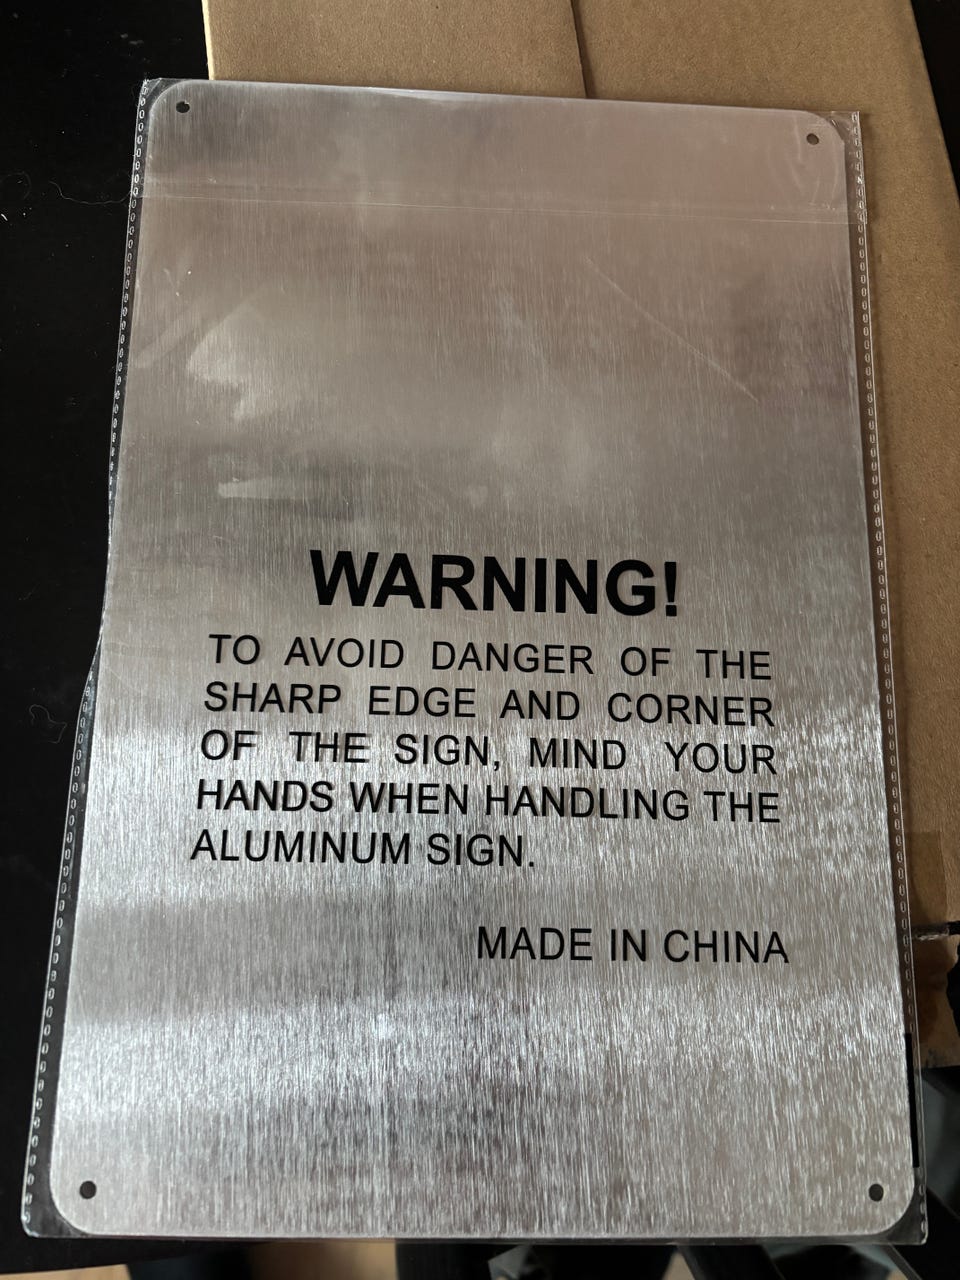 WARNING!
TO AVOID DANGER OF THE
SHARP EDGE AND CORNER
OF THE SIGN, MIND YOUR
HANDS WHEN HANDLING THE
ALUMINUM SIGN.
MADE IN CHINA